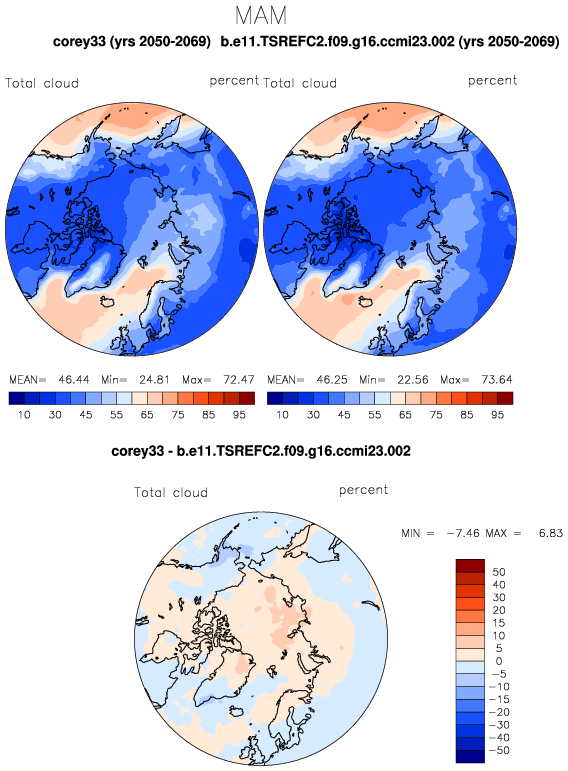 MAM
corey33 (yrs 2050-2069) b.e11.TSREFC2.f09.g16.ccmi23.002 (yrs 2050-2069)
Total cloud percent Total cloud percent
MEAN= 46.44 Min= 24.81 Max= 72.47 MEAN= 46.25 Min= 22.56 Max= 73.64
10 30 45 55 65 75 85 95 10 30 45 55 65 75 85 95
corey33 - b.e11.TSREFC2.f09.g16.ccmi23.002
Total cloud percent
MIN = -7.46 MAX = 6.83
50
40
30
20
15
10
5
0
-5
-10
-15
-20
-30
-40
-50